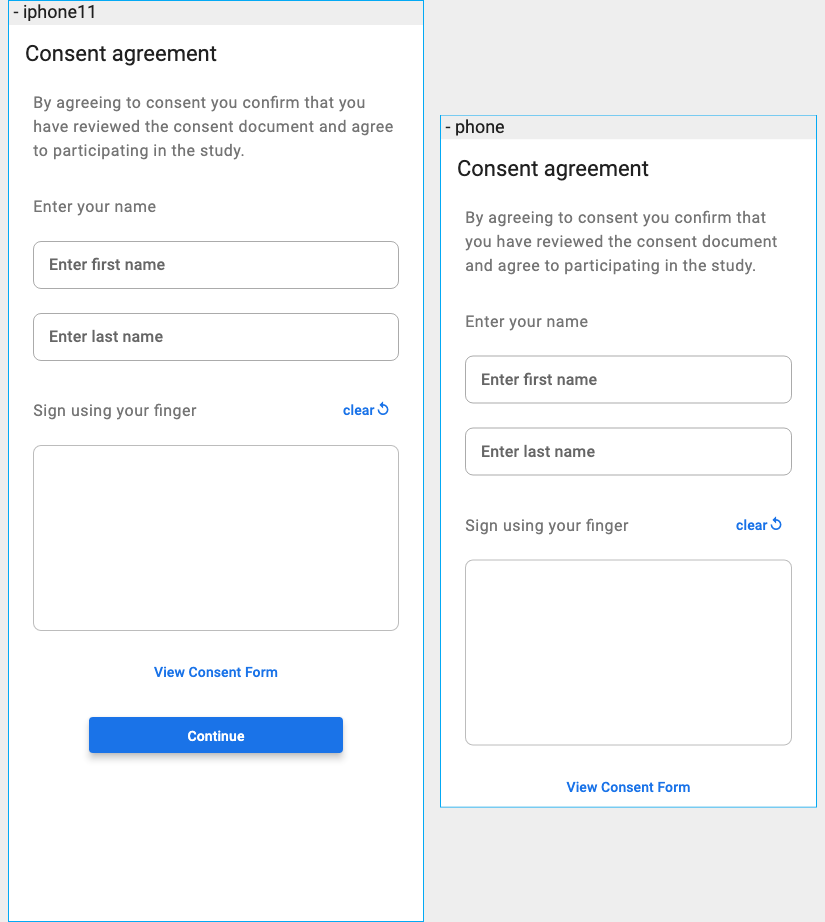 - iphone11
Consent agreement
By agreeing to consent you confirm that you
have reviewed the consent document and agree
to participating in the study.
Enter your name
Enter first name
Enter last name
Sign using your finger
clear
View Consent Form
Continue
- phone
Consent agreement
By agreeing to consent you confirm that
you have reviewed the consent document
and agree to participating in the study.
Enter your name
Enter first name
Enter last name
Sign using your finger
clear
View Consent Form